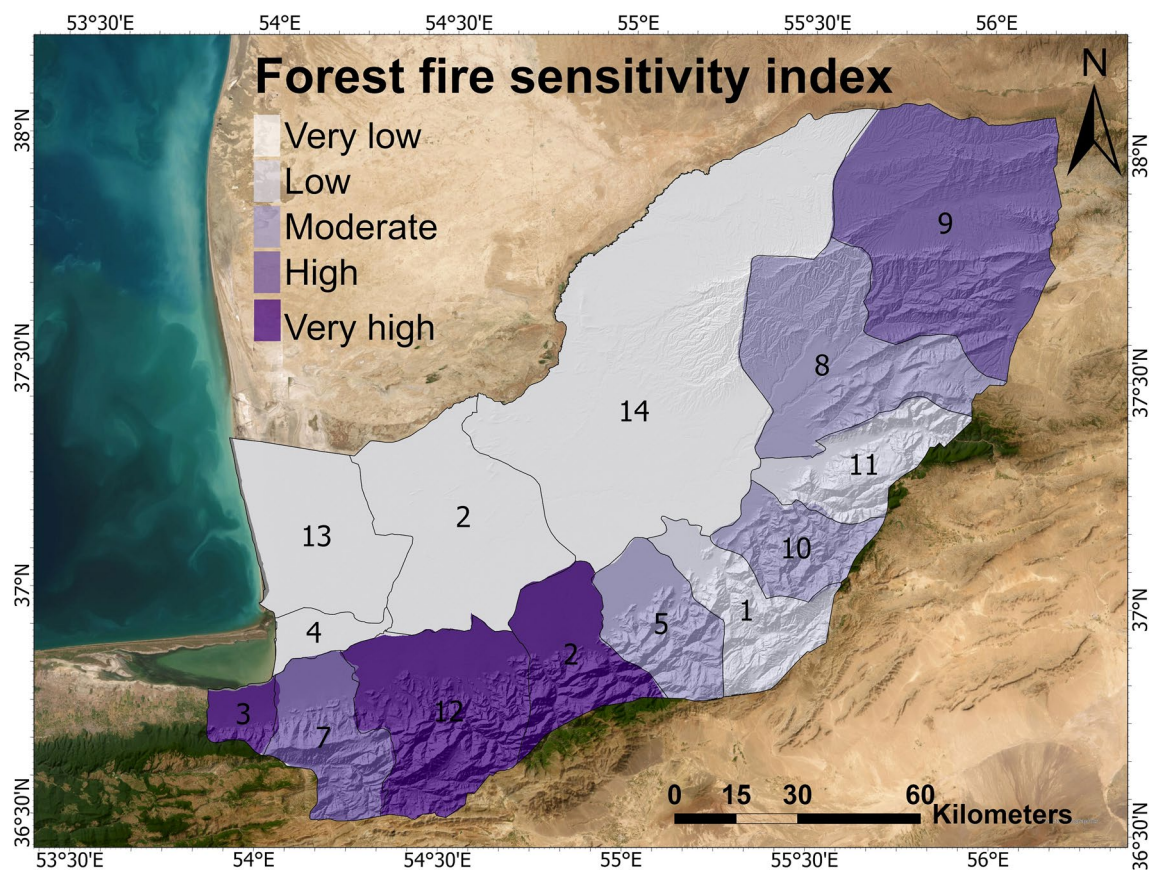 53°30'E 54°E 54°30'E 55°E 55°30'E 56°E
N
Forest fire sensitivity index
Very low
Low
Moderate
High
Very high
38°N 38°N
9
37°30'N 37°30'N
8
14
11
2
13
10
37°N 37°N
1
4
5
2
3
12
7
0 15 30 60
Kilometers
36°30'N 36°30'N
53°30'E 54°E 54°30'E 55°E 55°30'E 56°E